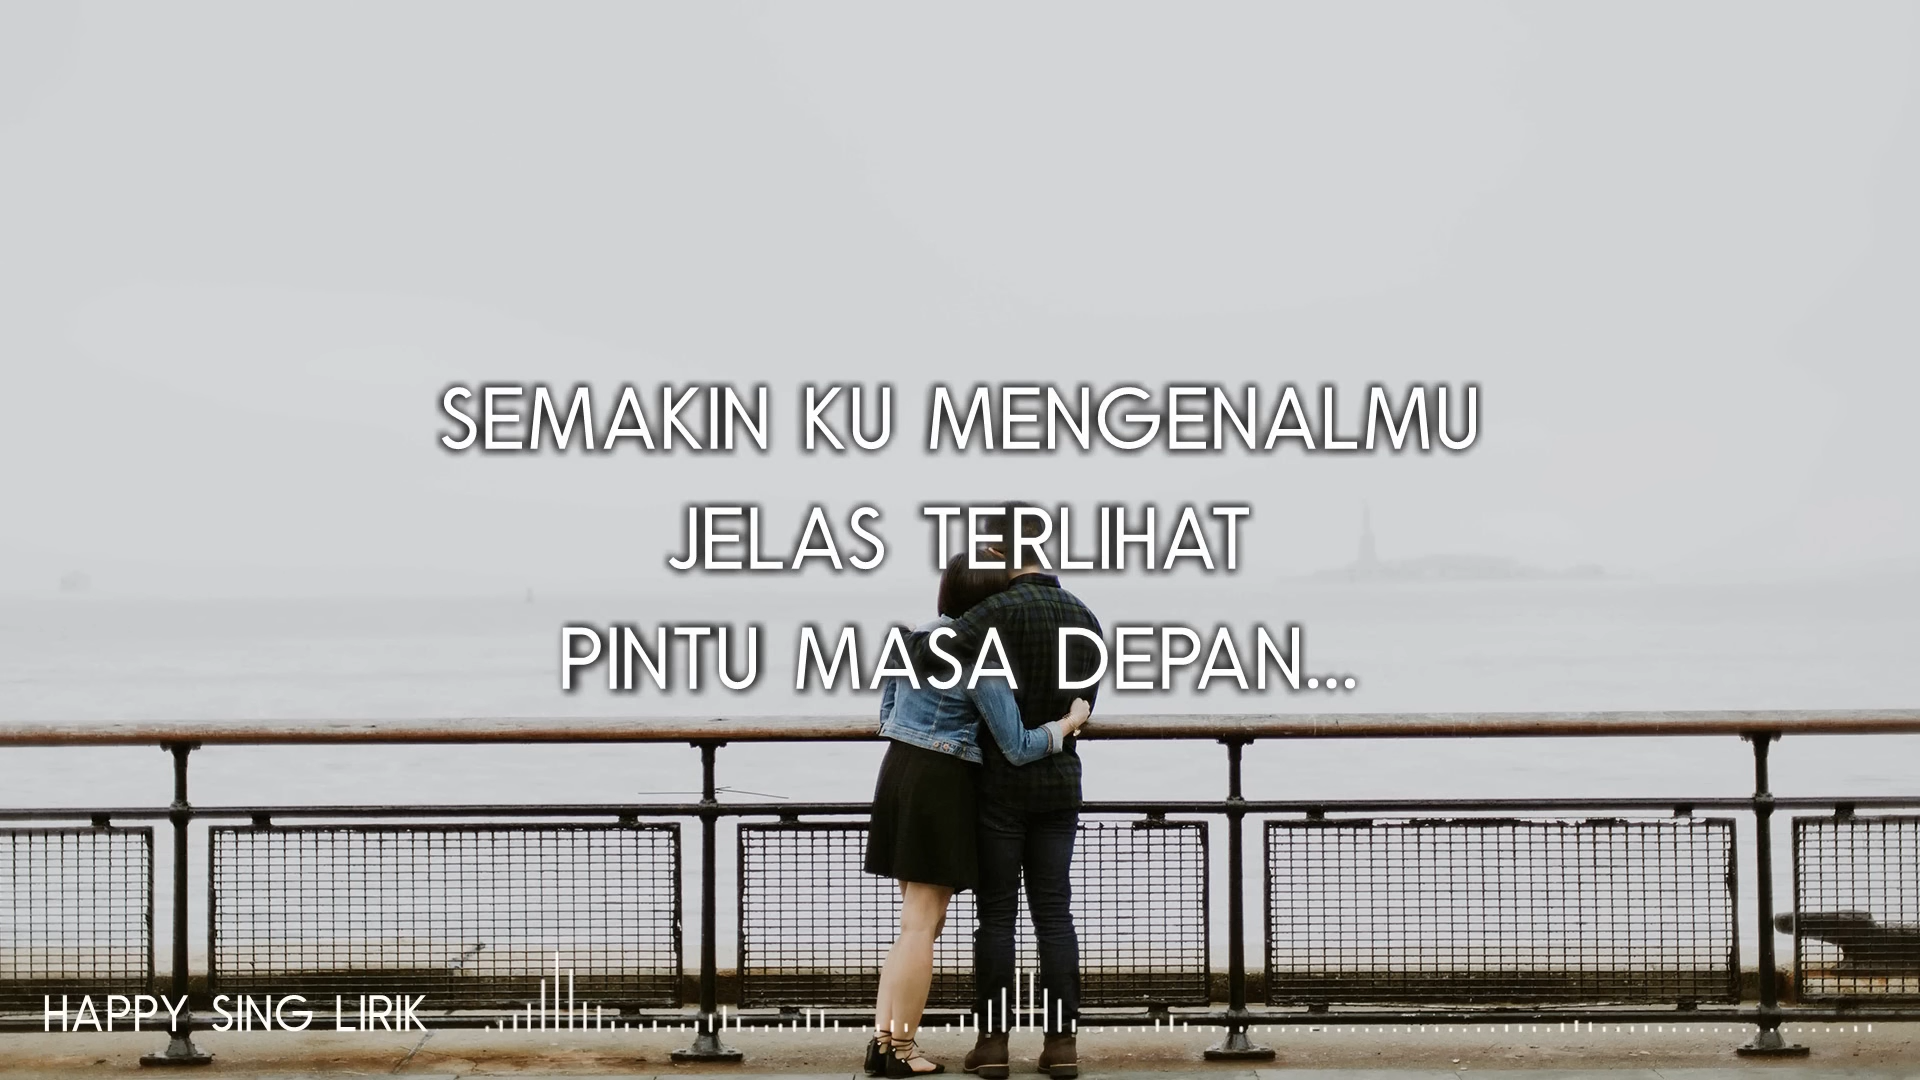 SEMAKIN KU MENGENALMU
JELAS TERLIHAT
PINTU MASA DEPAN...
HAPPY SING LIRIK